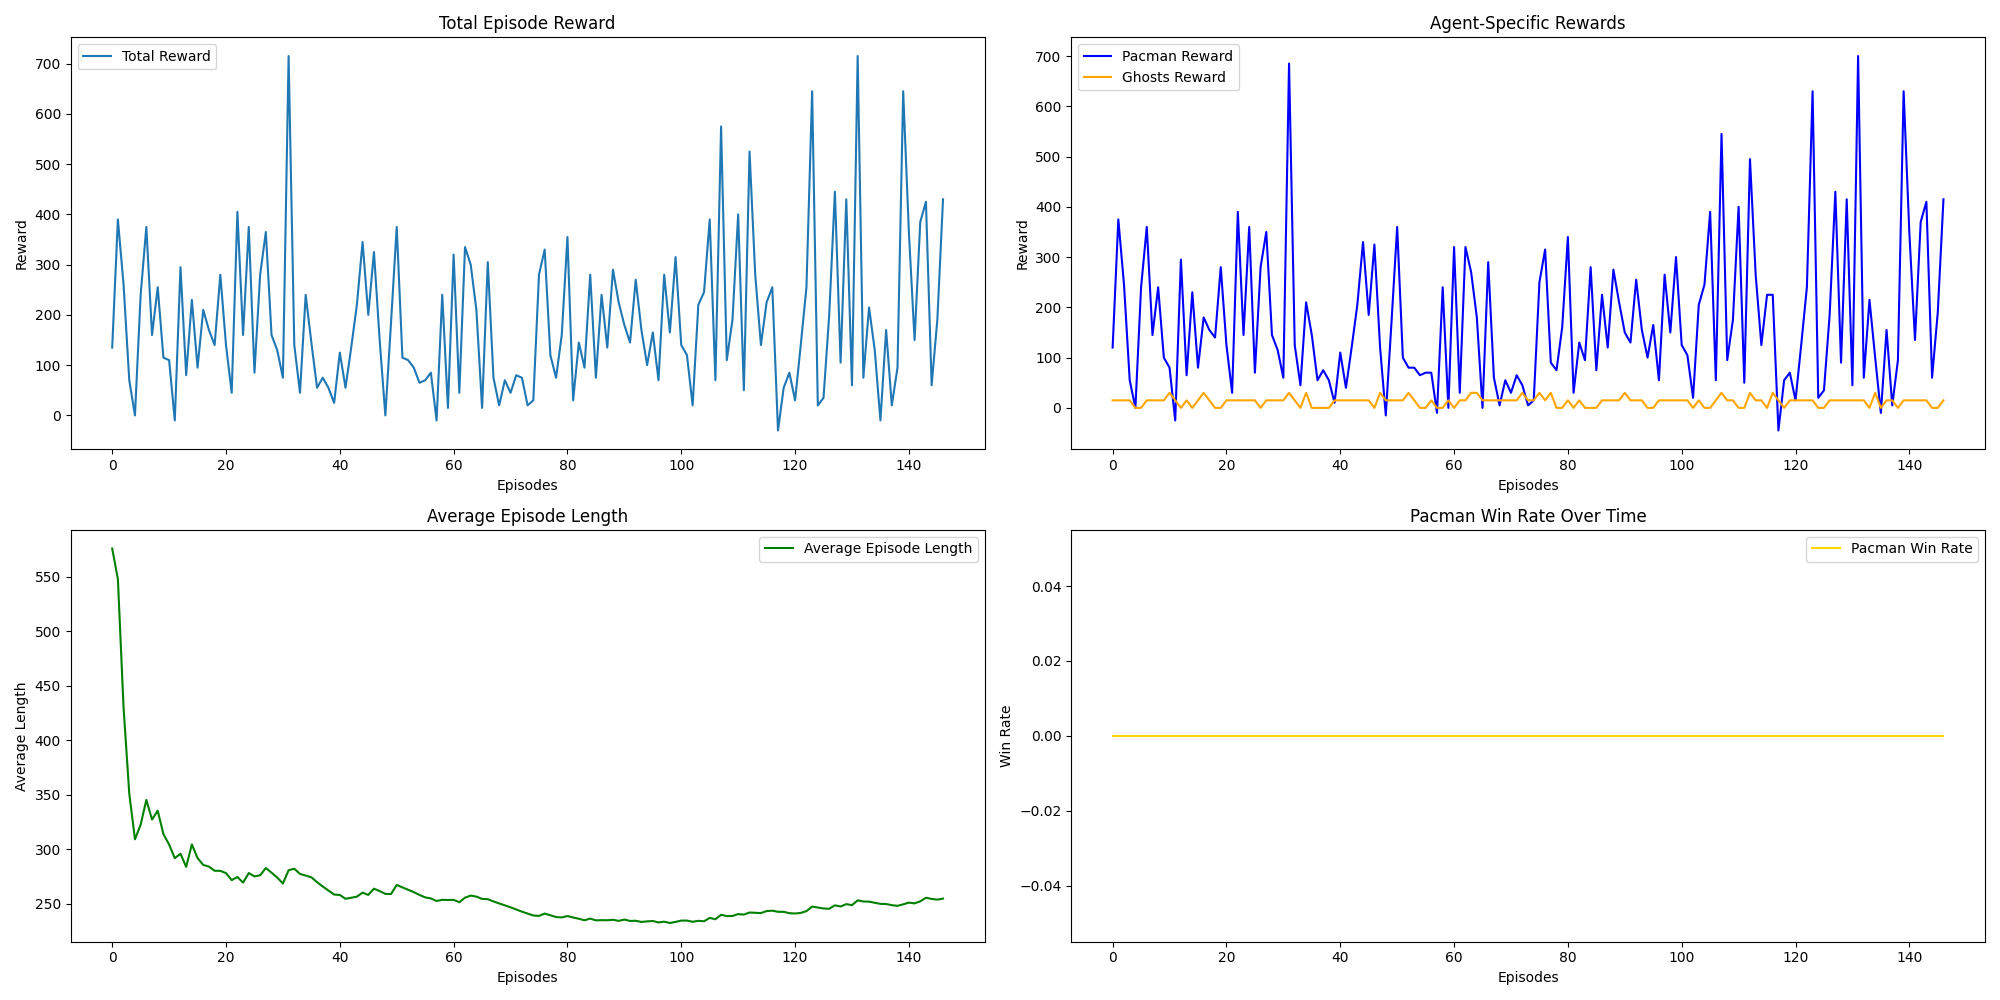 Total Episode Reward
Total Reward
700
600
500
400
300
200
100
0
Reward
0 20 40 60 80 100 120 140
Episodes
Agent-Specific Rewards
Pacman Reward
Ghosts Reward
700
600
500
400
300
200
100
0
Reward
0 20 40 60 80 100 120 140
Episodes
Average Episode Length
Average Episode Length
550
500
450
400
350
300
250
Average Length
0 20 40 60 80 100 120 140
Episodes
Pacman Win Rate Over Time
Pacman Win Rate
0.04
0.02
0.00
−0.02
−0.04
Win Rate
0 20 40 60 80 100 120 140
Episodes